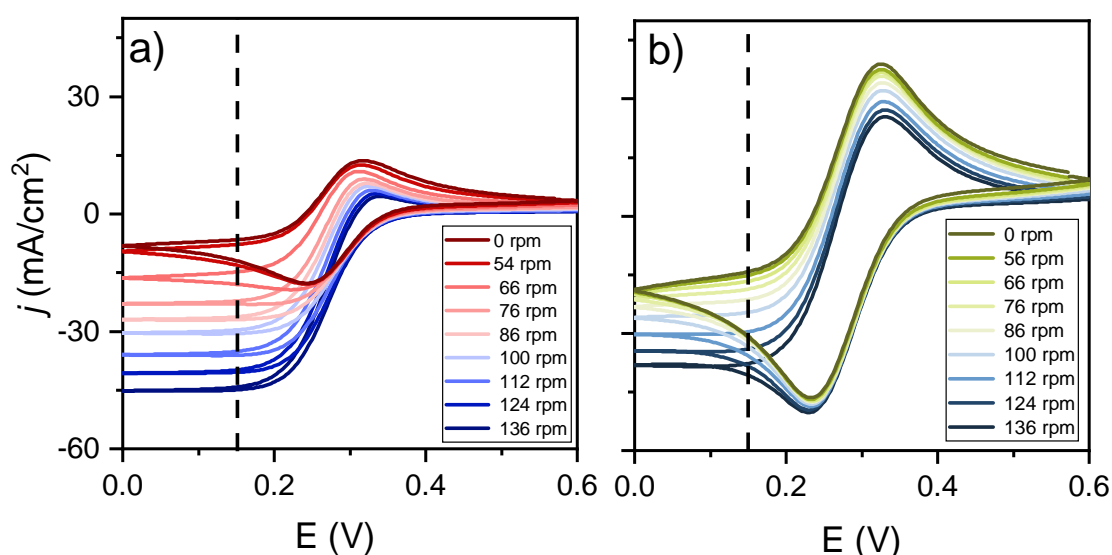 a)
30
0
-30
-60
j (mA/cm²)
0.0
0.2
0.4
0.6
E (V)
0 rpm
54 rpm
66 rpm
76 rpm
86 rpm
100 rpm
112 rpm
124 rpm
136 rpm
b)
0.0
0.2
0.4
0.6
E (V)
0 rpm
56 rpm
66 rpm
76 rpm
86 rpm
100 rpm
112 rpm
124 rpm
136 rpm